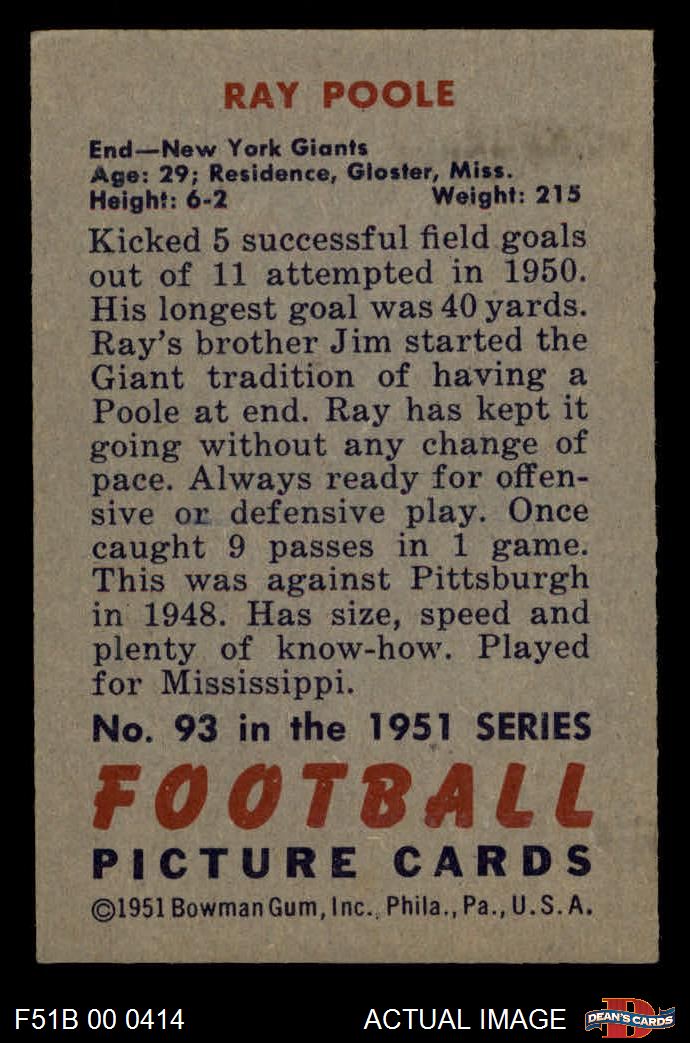 RAY POOLE
End—New York Giants
Age: 29; Residence, Gloster, Miss.
Height: 6-2 Weight: 215
Kicked 5 successful field goals
out of 11 attempted in 1950.
His longest goal was 40 yards.
Ray's brother Jim started the
Giant tradition of having a
Poole at end. Ray has kept it
going without any change of
pace. Always ready for offen-
sive or defensive play. Once
caught 9 passes in 1 game.
This was against Pittsburgh
in 1948. Has size, speed and
plenty of know-how. Played
for Mississippi.
No. 93 in the 1951 SERIES
FOOTBALL
PICTURE CARDS
©1951 Bowman Gum, Inc., Phila., Pa., U.S.A.
F51B 00 0414 ACTUAL IMAGE D DEAN'S CARDS